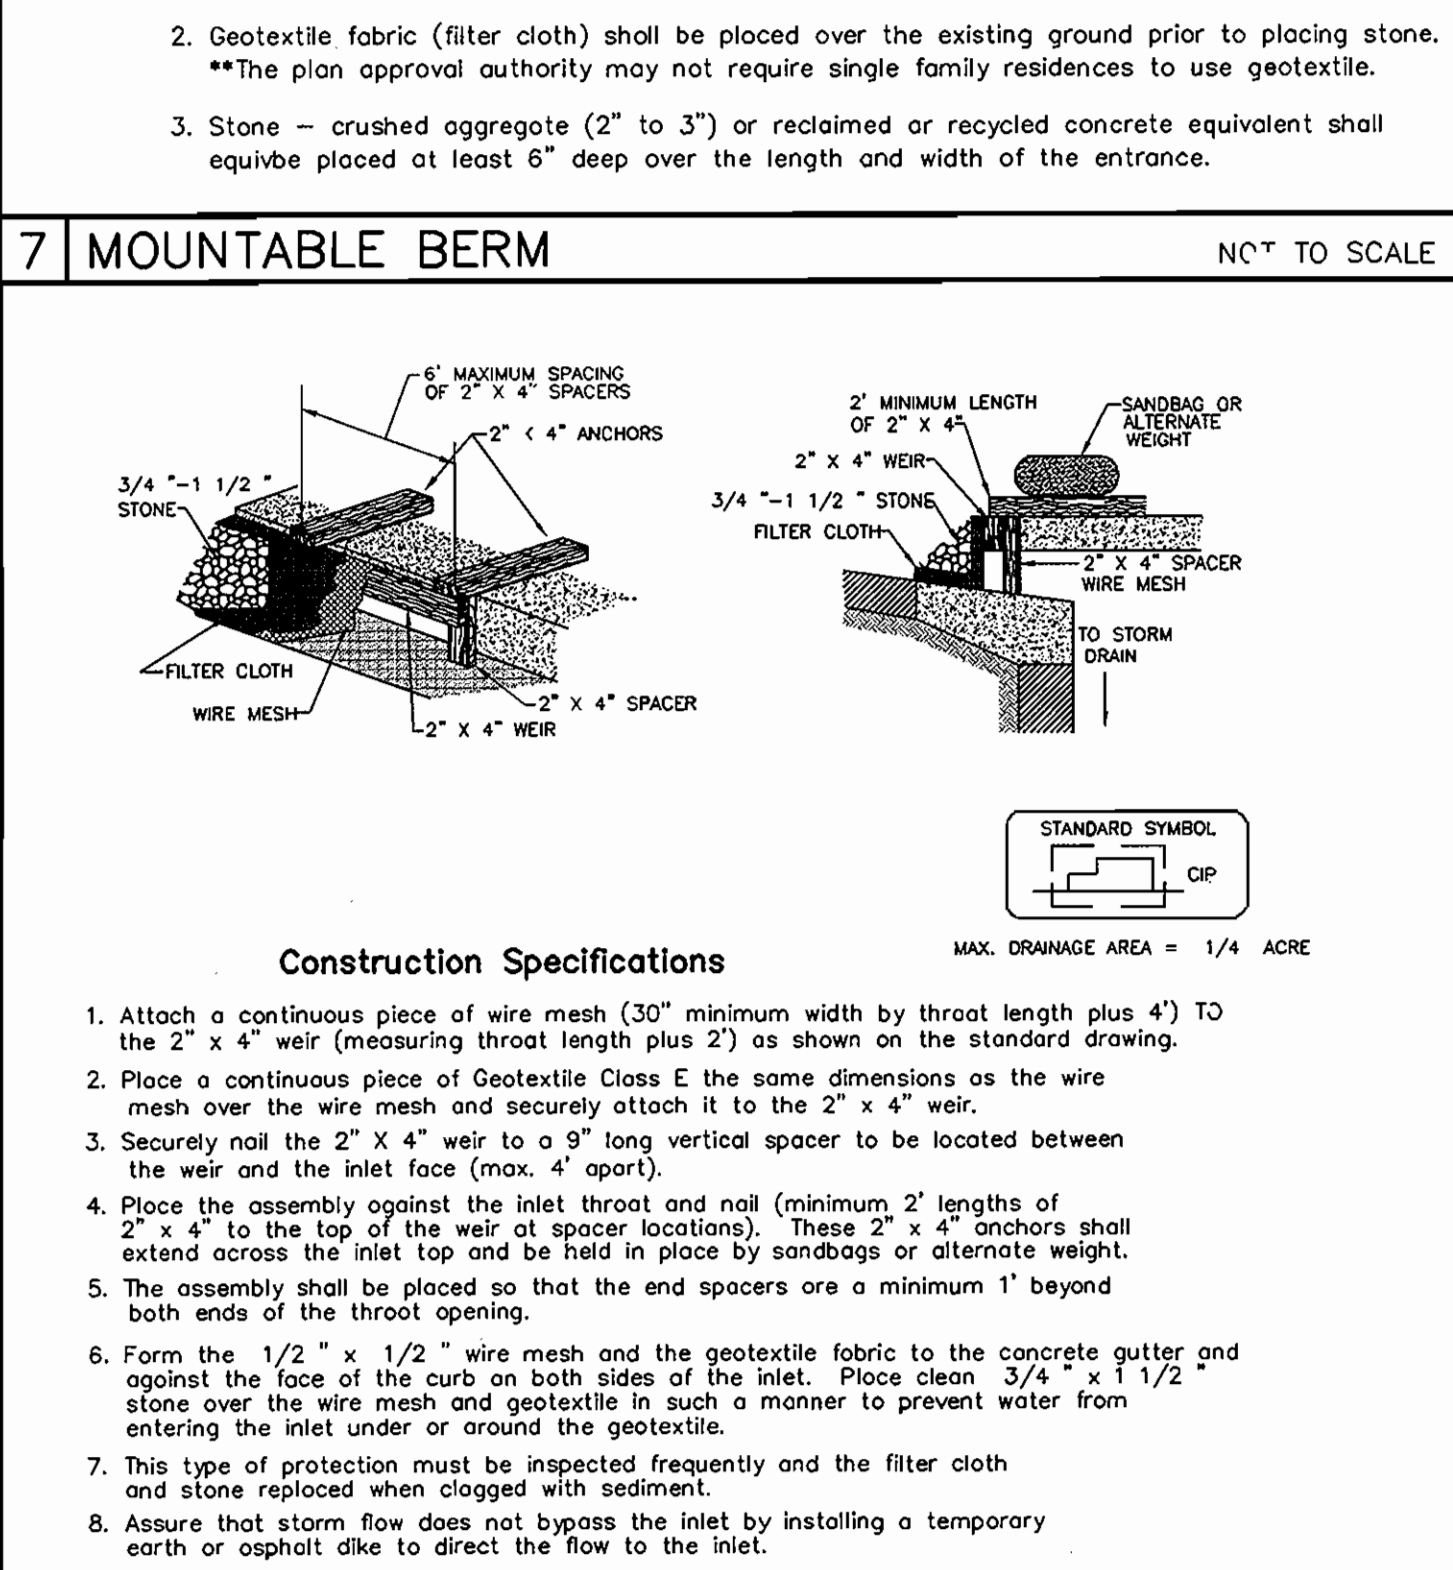 2. Geotextile fabric (filter cloth) shall be placed over the existing ground prior to placing stone.
**The plan approval authority may not require single family residences to use geotextile.
3. Stone – crushed aggregate (2" to 3") or reclaimed or recycled concrete equivalent shall
equivbe placed at least 6" deep over the length and width of the entrance.
7 MOUNTABLE BERM NOT TO SCALE
6' MAXIMUM SPACING
OF 2" X 4" SPACERS
2" < 4" ANCHORS
3/4 "-1 1/2 "
STONE
FILTER CLOTH
WIRE MESH
2" X 4" SPACER
2" X 4" WEIR
2' MINIMUM LENGTH
OF 2" X 4"
SANDBAG OR
ALTERNATE
WEIGHT
2" X 4" WEIR
3/4 "-1 1/2 " STONE
FILTER CLOTH
2" X 4" SPACER
WIRE MESH
TO STORM
DRAIN
STANDARD SYMBOL
CIP
MAX. DRAINAGE AREA = 1/4 ACRE
Construction Specifications
1. Attach a continuous piece of wire mesh (30" minimum width by throat length plus 4') TO
the 2" x 4" weir (measuring throat length plus 2') as shown on the standard drawing.
2. Place a continuous piece of Geotextile Class E the same dimensions as the wire
mesh over the wire mesh and securely attach it to the 2" x 4" weir.
3. Securely nail the 2" X 4" weir to a 9" long vertical spacer to be located between
the weir and the inlet face (max. 4' apart).
4. Place the assembly against the inlet throat and nail (minimum 2' lengths of
2" x 4" to the top of the weir at spacer locations). These 2" x 4" anchors shall
extend across the inlet top and be held in place by sandbags or alternate weight.
5. The assembly shall be placed so that the end spacers are a minimum 1' beyond
both ends of the throat opening.
6. Form the 1/2 " x 1/2 " wire mesh and the geotextile fabric to the concrete gutter and
against the face of the curb on both sides of the inlet. Place clean 3/4 " x 1 1/2 "
stone over the wire mesh and geotextile in such a manner to prevent water from
entering the inlet under or around the geotextile.
7. This type of protection must be inspected frequently and the filter cloth
and stone replaced when clogged with sediment.
8. Assure that storm flow does not bypass the inlet by installing a temporary
earth or asphalt dike to direct the flow to the inlet.